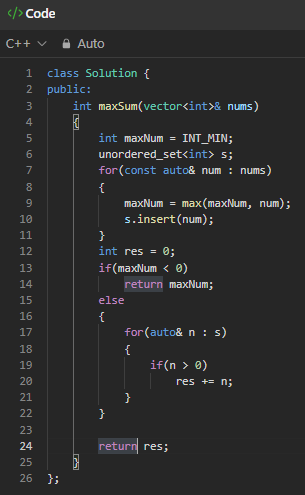 </> Code
C++ Auto
1 class Solution {
2 public:
3     int maxSum(vector<int>& nums)
4     {
5         int maxNum = INT_MIN;
6         unordered_set<int> s;
7         for(const auto& num : nums)
8         {
9             maxNum = max(maxNum, num);
10             s.insert(num);
11         }
12         int res = 0;
13         if(maxNum < 0)
14             return maxNum;
15         else
16         {
17             for(auto& n : s)
18             {
19                 if(n > 0)
20                     res += n;
21             }
22         }
23
24         return res;
25     }
26 };